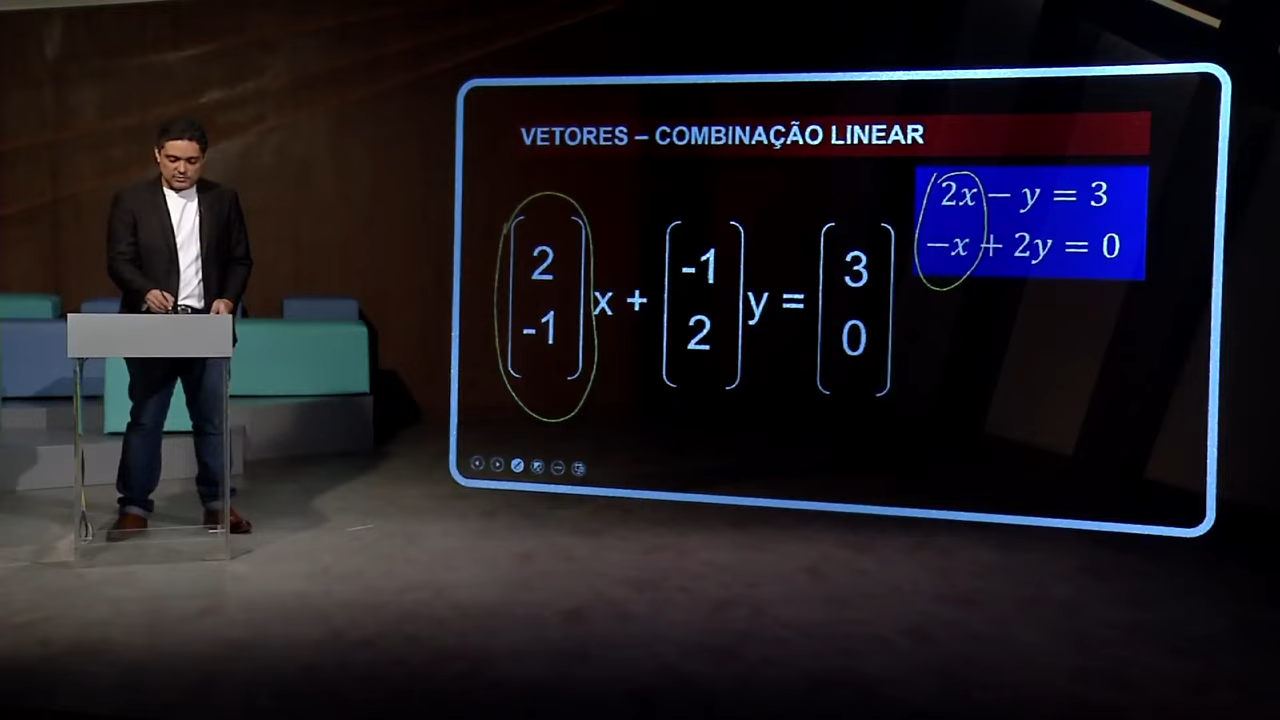 VETORES – COMBINAÇÃO LINEAR
2x − y = 3
−x + 2y = 0
2 -1 3
x + y =
-1 2 0